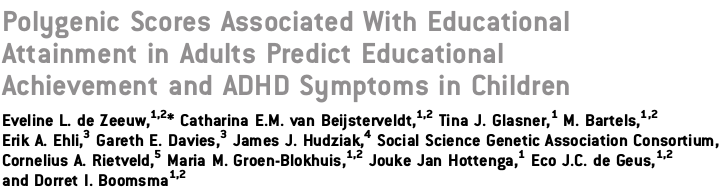 Polygenic Scores Associated With Educational
Attainment in Adults Predict Educational
Achievement and ADHD Symptoms in Children
Eveline L. de Zeeuw,1,2* Catharina E.M. van Beijsterveldt,1,2 Tina J. Glasner,1 M. Bartels,1,2
Erik A. Ehli,3 Gareth E. Davies,3 James J. Hudziak,4 Social Science Genetic Association Consortium,
Cornelius A. Rietveld,5 Maria M. Groen-Blokhuis,1,2 Jouke Jan Hottenga,1 Eco J.C. de Geus,1,2
and Dorret I. Boomsma1,2